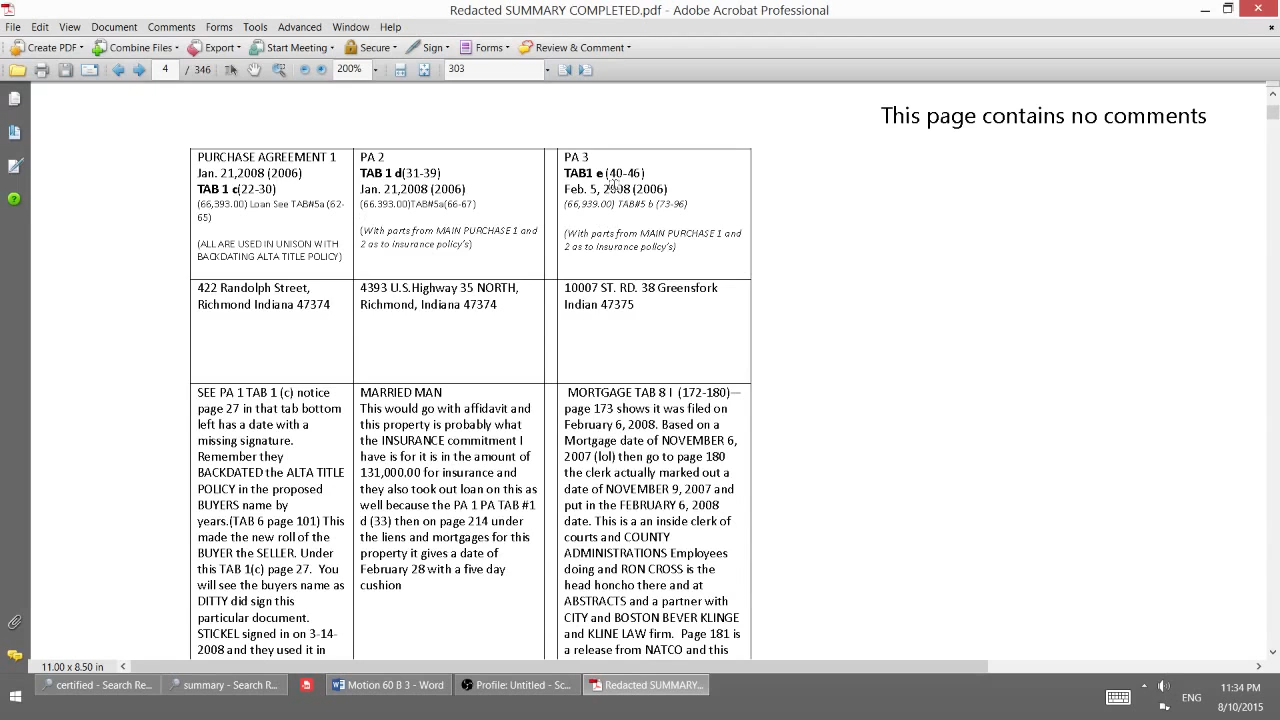 Redacted SUMMARY COMPLETED.pdf - Adobe Acrobat Professional
File Edit View Document Comments Forms Tools Advanced Window Help
Create PDF Combine Files Export Start Meeting Secure Sign Forms Review & Comment
4 / 346 200% 303
This page contains no comments
PURCHASE AGREEMENT 1
Jan. 21,2008 (2006)
TAB 1 c(22-30)
(66,393.00) Loan See TAB#5a (62-
65)
(ALL ARE USED IN UNISON WITH
BACKDATING ALTA TITLE POLICY)
PA 2
TAB 1 d(31-39)
Jan. 21,2008 (2006)
(66.393.00)TAB#5a(66-67)
(With parts from MAIN PURCHASE 1 and
2 as to insurance policy's)
PA 3
TAB1 e (40-46)
Feb. 5, 2008 (2006)
(66,939.00) TAB#5 b (73-96)
(With parts from MAIN PURCHASE 1 and
2 as to insurance policy's)
422 Randolph Street,
Richmond Indiana 47374
4393 U.S.Highway 35 NORTH,
Richmond, Indiana 47374
10007 ST. RD. 38 Greensfork
Indian 47375
SEE PA 1 TAB 1 (c) notice
page 27 in that tab bottom
left has a date with a
missing signature.
Remember they
BACKDATED the ALTA TITLE
POLICY in the proposed
BUYERS name by
years.(TAB 6 page 101) This
made the new roll of the
BUYER the SELLER. Under
this TAB 1(c) page 27. You
will see the buyers name as
DITTY did sign this
particular document.
STICKEL signed in on 3-14-
2008 and they used it in
MARRIED MAN
This would go with affidavit and
this property is probably what
the INSURANCE commitment I
have is for it is in the amount of
131,000.00 for insurance and
they also took out loan on this as
well because the PA 1 PA TAB #1
d (33) then on page 214 under
the liens and mortgages for this
property it gives a date of
February 28 with a five day
cushion
MORTGAGE TAB 8 I (172-180)—
page 173 shows it was filed on
February 6, 2008. Based on a
Mortgage date of NOVEMBER 6,
2007 (lol) then go to page 180
the clerk actually marked out a
date of NOVEMBER 9, 2007 and
put in the FEBRUARY 6, 2008
date. This is a an inside clerk of
courts and COUNTY
ADMINISTRATIONS Employees
doing and RON CROSS is the
head honcho there and at
ABSTRACTS and a partner with
CITY and BOSTON BEVER KLINGE
and KLINE LAW firm. Page 181 is
a release from NATCO and this
11.00 x 8.50 in
certified - Search Re... summary - Search R... Motion 60 B 3 - Word Profile: Untitled - Sc... Redacted SUMMARY...
ENG
11:34 PM
8/10/2015